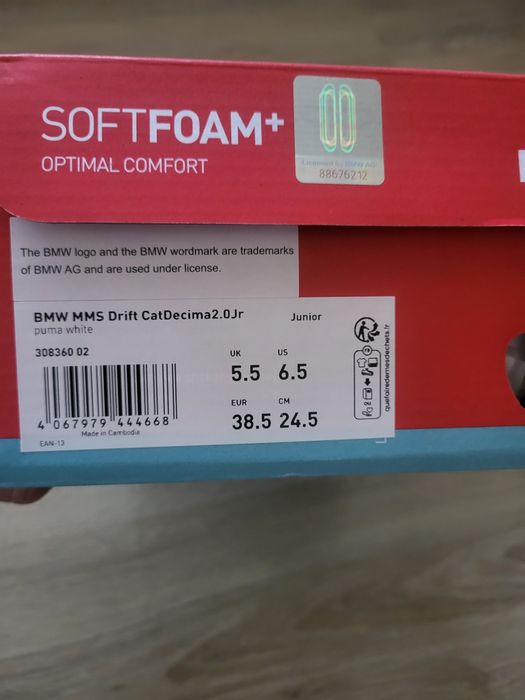 SOFTFOAM+
OPTIMAL COMFORT
Licensed by BMW AG
88676212
The BMW logo and the BMW wordmark are trademarks
of BMW AG and are used under license.
BMW MMS Drift CatDecima2.0Jr
Junior
puma white
308360 02
UK US
5.5 6.5
EUR CM
38.5 24.5
4 067979 444668
Made in Cambodia
EAN-13
FR
quefairedemesdechets.fr